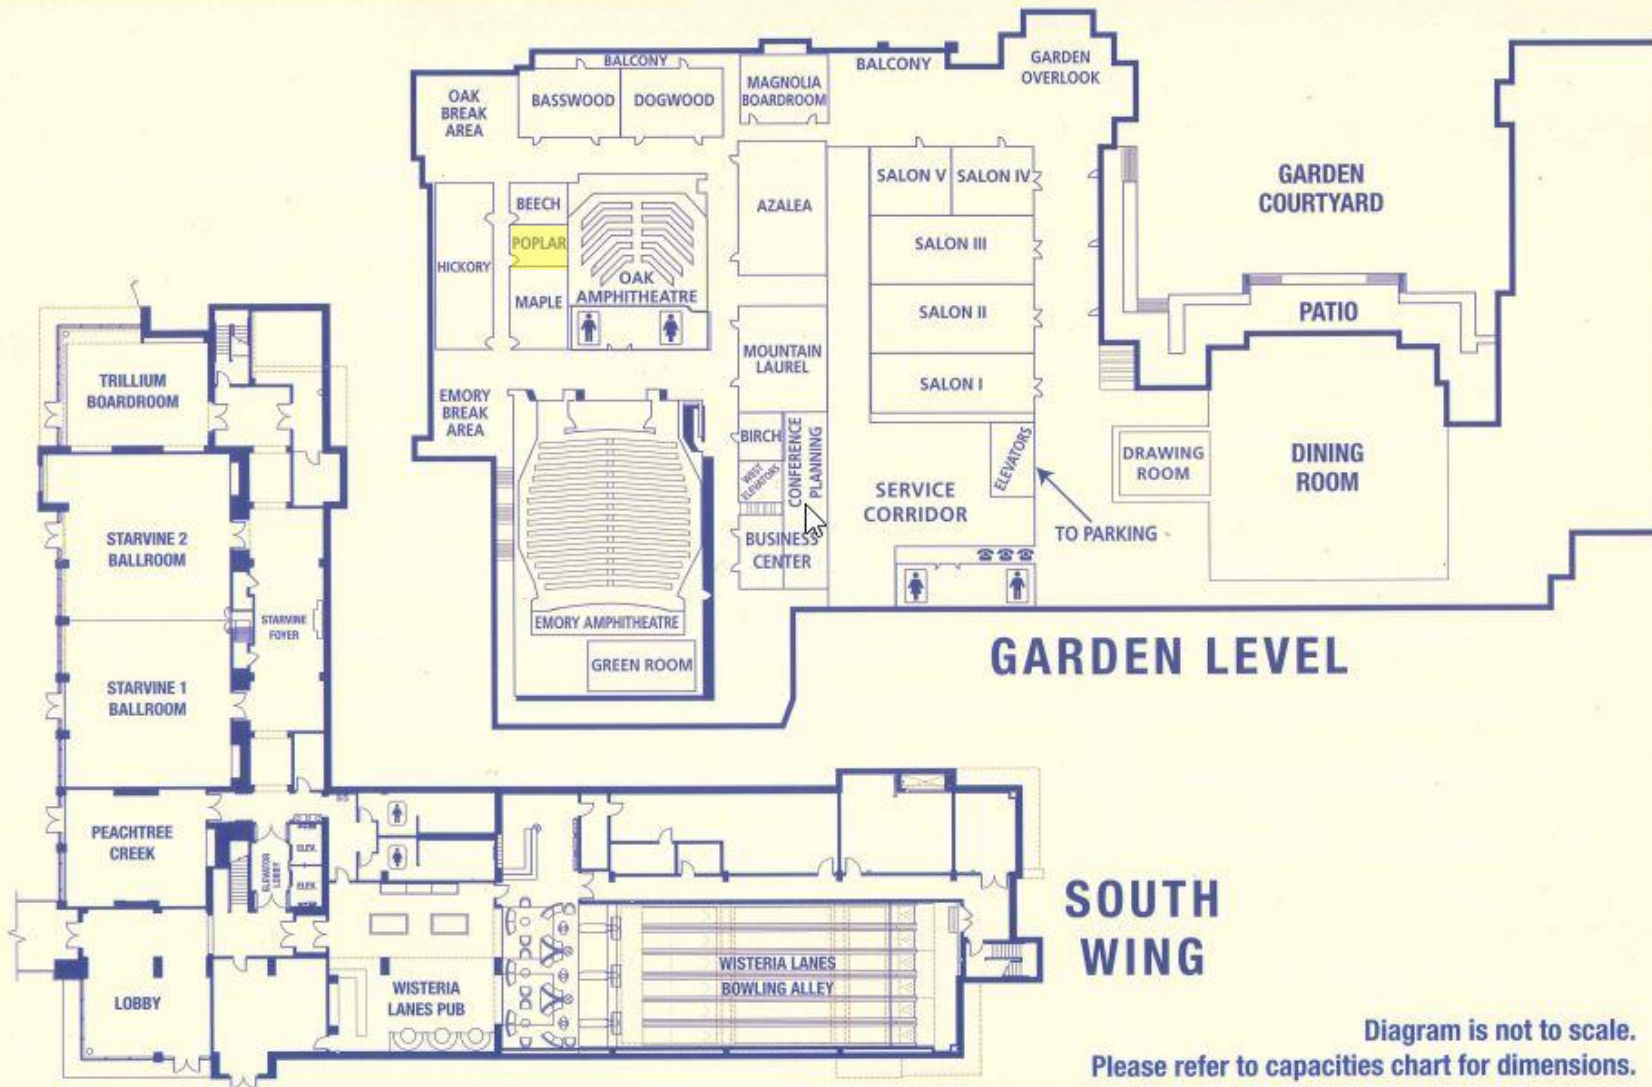 BALCONY
BALCONY
GARDEN
OVERLOOK
OAK
BREAK
AREA
BASSWOOD
DOGWOOD
MAGNOLIA
BOARDROOM
BEECH
POPLAR
HICKORY
MAPLE
OAK
AMPHITHEATRE
AZALEA
SALON V
SALON IV
SALON III
SALON II
SALON I
GARDEN
COURTYARD
PATIO
MOUNTAIN
LAUREL
EMORY
BREAK
AREA
BIRCH
WEST
ELEVATORS
CONFERENCE
PLANNING
BUSINESS
CENTER
ELEVATORS
SERVICE
CORRIDOR
TO PARKING
DRAWING
ROOM
DINING
ROOM
EMORY AMPHITHEATRE
GREEN ROOM
GARDEN LEVEL
TRILLIUM
BOARDROOM
STARVINE 2
BALLROOM
STARVINE
FOYER
STARVINE 1
BALLROOM
PEACHTREE
CREEK
ELEVATOR
LOBBY
ELEV.
ELEV.
LOBBY
WISTERIA
LANES PUB
WISTERIA LANES
BOWLING ALLEY
SOUTH
WING
Diagram is not to scale.
Please refer to capacities chart for dimensions.